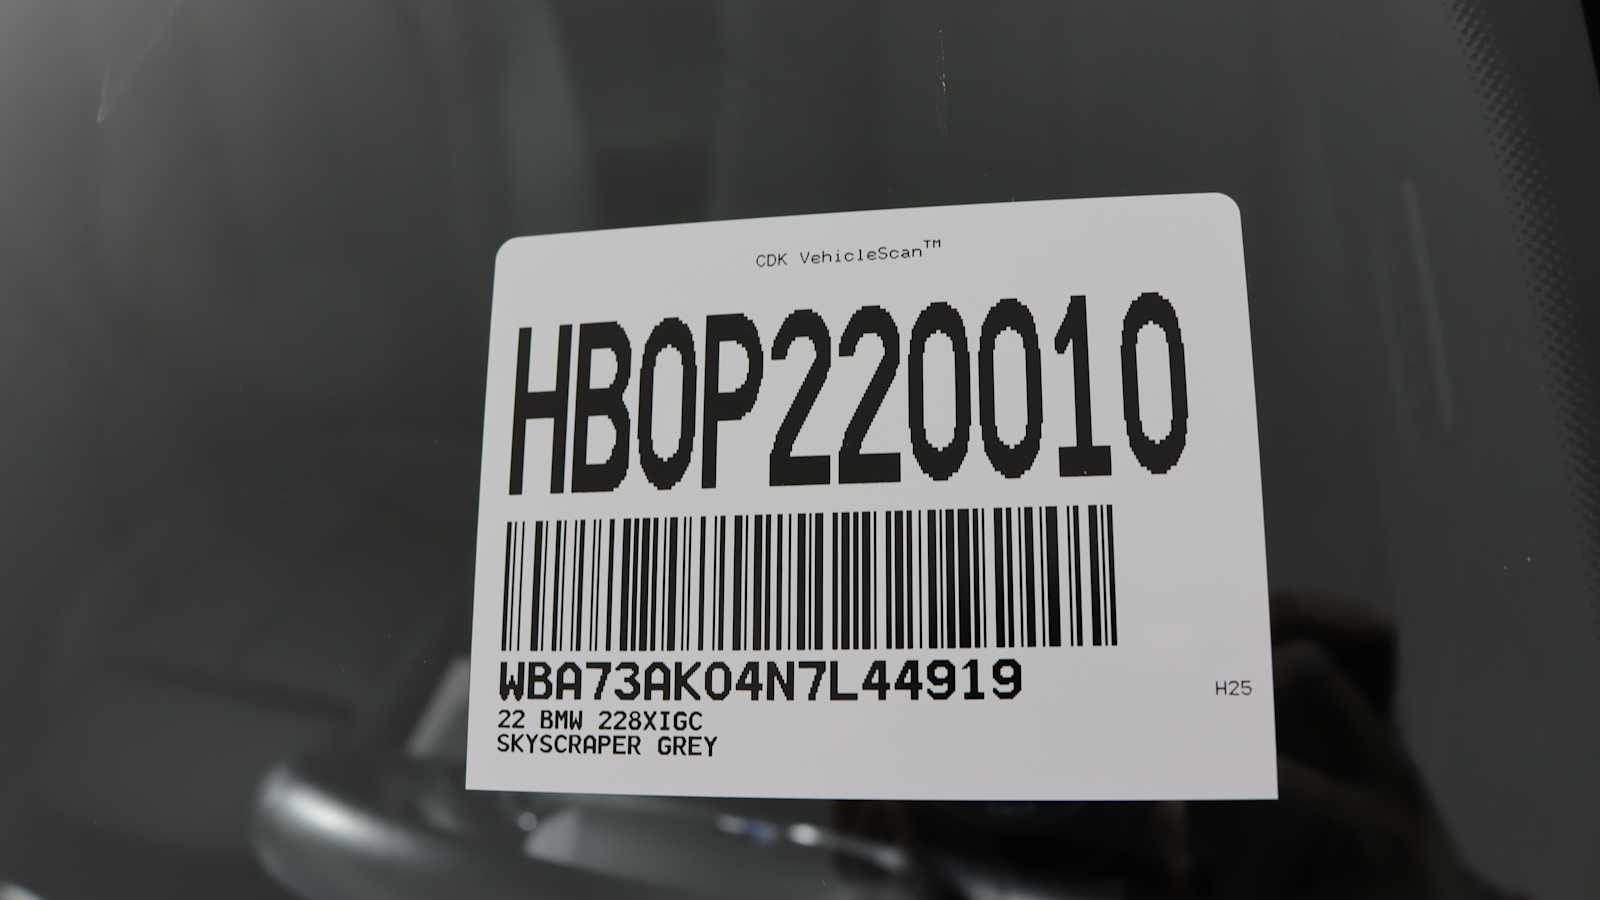 CDK VehicleScan™
HBOP220010
WBA73AK04N7L44919
H25
22 BMW 228XIGC
SKYSCRAPER GREY